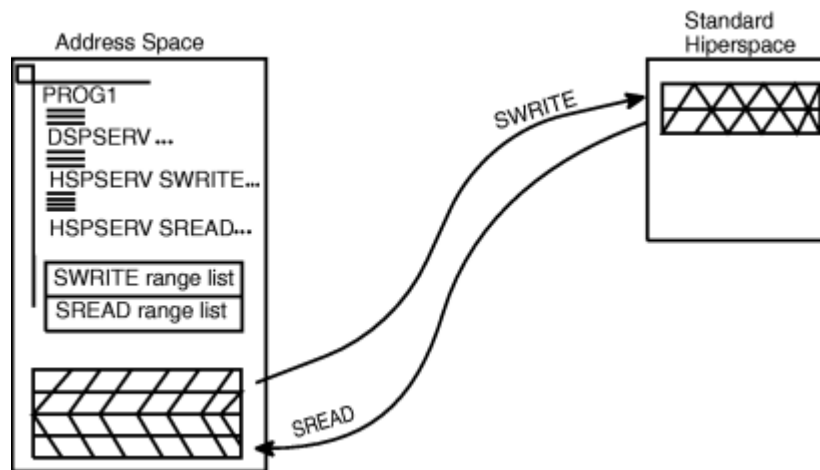 Address Space
Standard
Hiperspace
PROG1
DSPSERV ...
HSPSERV SWRITE...
HSPSERV SREAD...
SWRITE range list
SREAD range list
SWRITE
SREAD